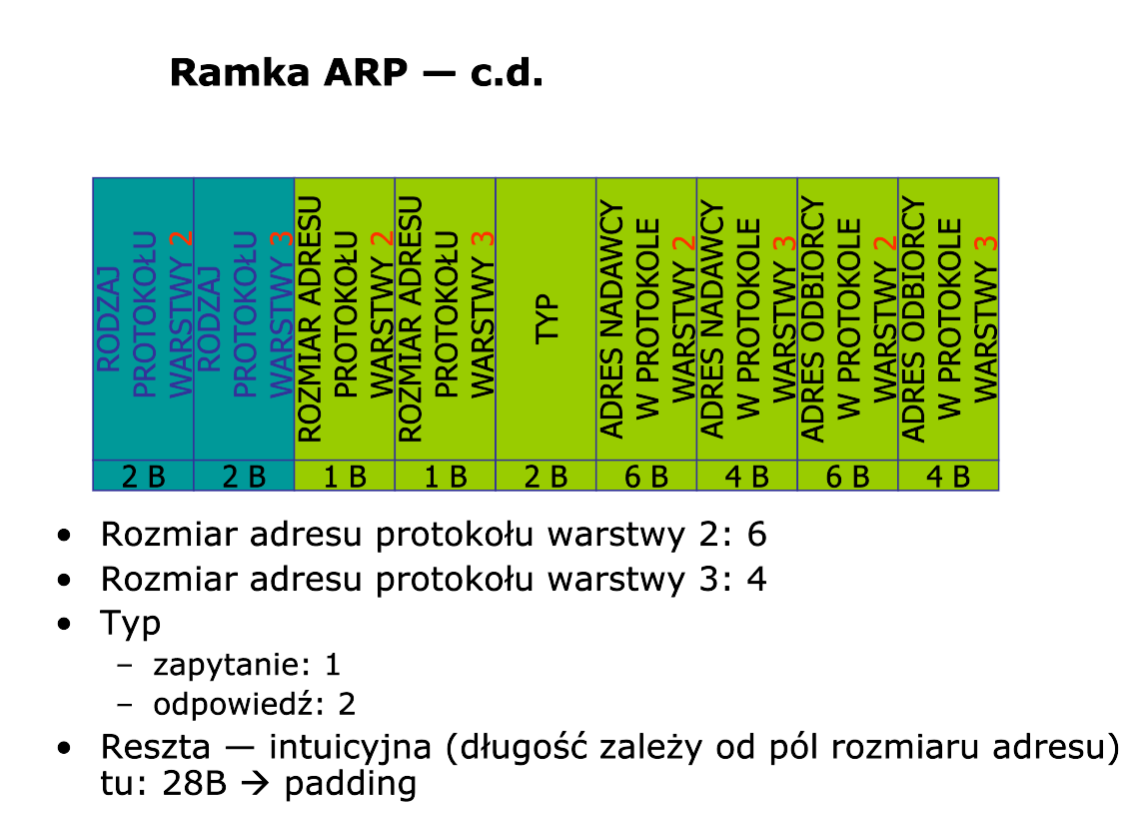 Ramka ARP — c.d.
RODZAJ
PROTOKOŁU
WARSTWY 2
RODZAJ
PROTOKOŁU
WARSTWY 3
ROZMIAR ADRESU
PROTOKOŁU
WARSTWY 2
ROZMIAR ADRESU
PROTOKOŁU
WARSTWY 3
TYP
ADRES NADAWCY
W PROTOKOLE
WARSTWY 2
ADRES NADAWCY
W PROTOKOLE
WARSTWY 3
ADRES ODBIORCY
W PROTOKOLE
WARSTWY 2
ADRES ODBIORCY
W PROTOKOLE
WARSTWY 3
2 B 2 B 1 B 1 B 2 B 6 B 4 B 6 B 4 B
• Rozmiar adresu protokołu warstwy 2: 6
• Rozmiar adresu protokołu warstwy 3: 4
• Typ
– zapytanie: 1
– odpowiedź: 2
• Reszta — intuicyjna (długość zależy od pól rozmiaru adresu)
tu: 28B → padding